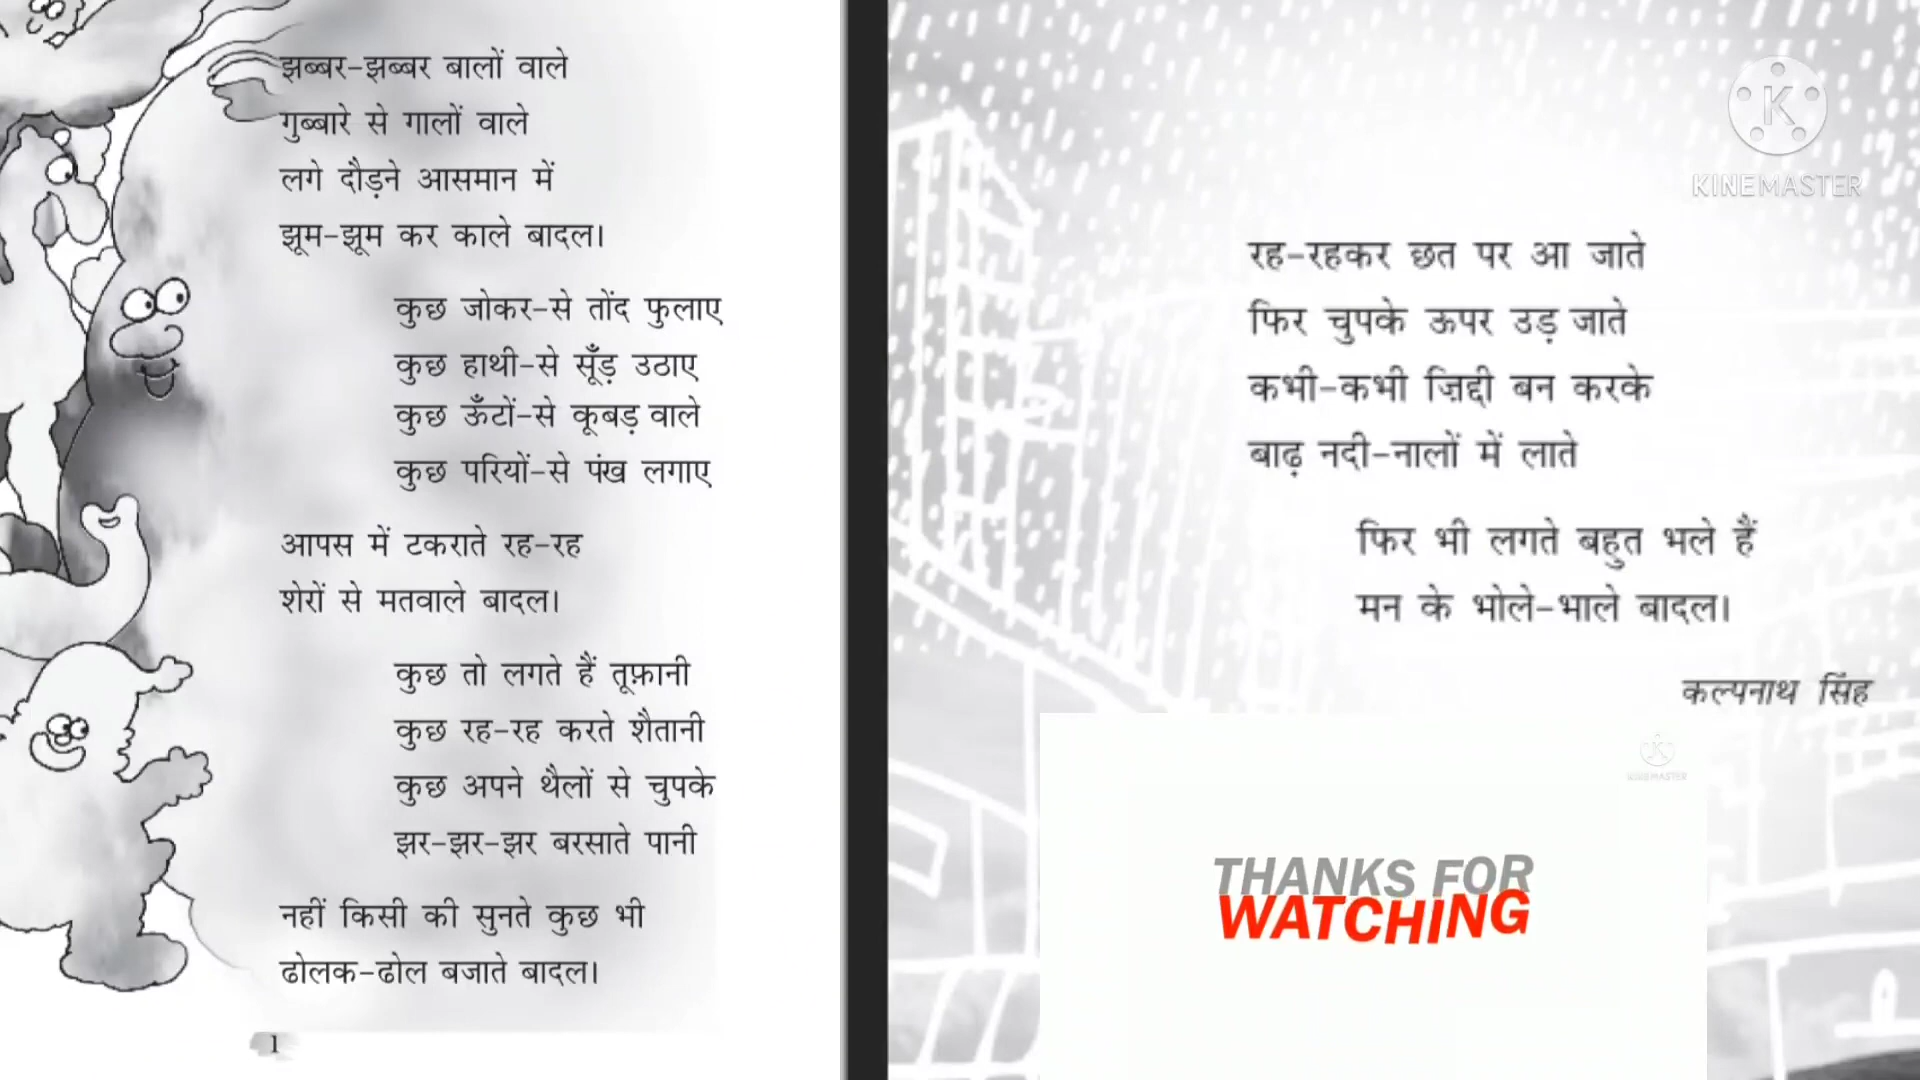 झब्बर-झब्बर बालों वाले
गुब्बारे से गालों वाले
लगे दौड़ने आसमान में
झूम-झूम कर काले बादल।
कुछ जोकर-से तोंद फुलाए
कुछ हाथी-से सूँड़ उठाए
कुछ ऊँटों-से कूबड़ वाले
कुछ परियों-से पंख लगाए
आपस में टकराते रह-रह
शेरों से मतवाले बादल।
कुछ तो लगते हैं तूफ़ानी
कुछ रह-रह करते शैतानी
कुछ अपने थैलों से चुपके
झर-झर-झर बरसाते पानी
नहीं किसी की सुनते कुछ भी
ढोलक-ढोल बजाते बादल।
1
K
KINEMASTER
रह-रहकर छत पर आ जाते
फिर चुपके ऊपर उड़ जाते
कभी-कभी ज़िद्दी बन करके
बाढ़ नदी-नालों में लाते
फिर भी लगते बहुत भले हैं
मन के भोले-भाले बादल।
कल्पनाथ सिंह
K
KINEMASTER
THANKS FOR
WATCHING